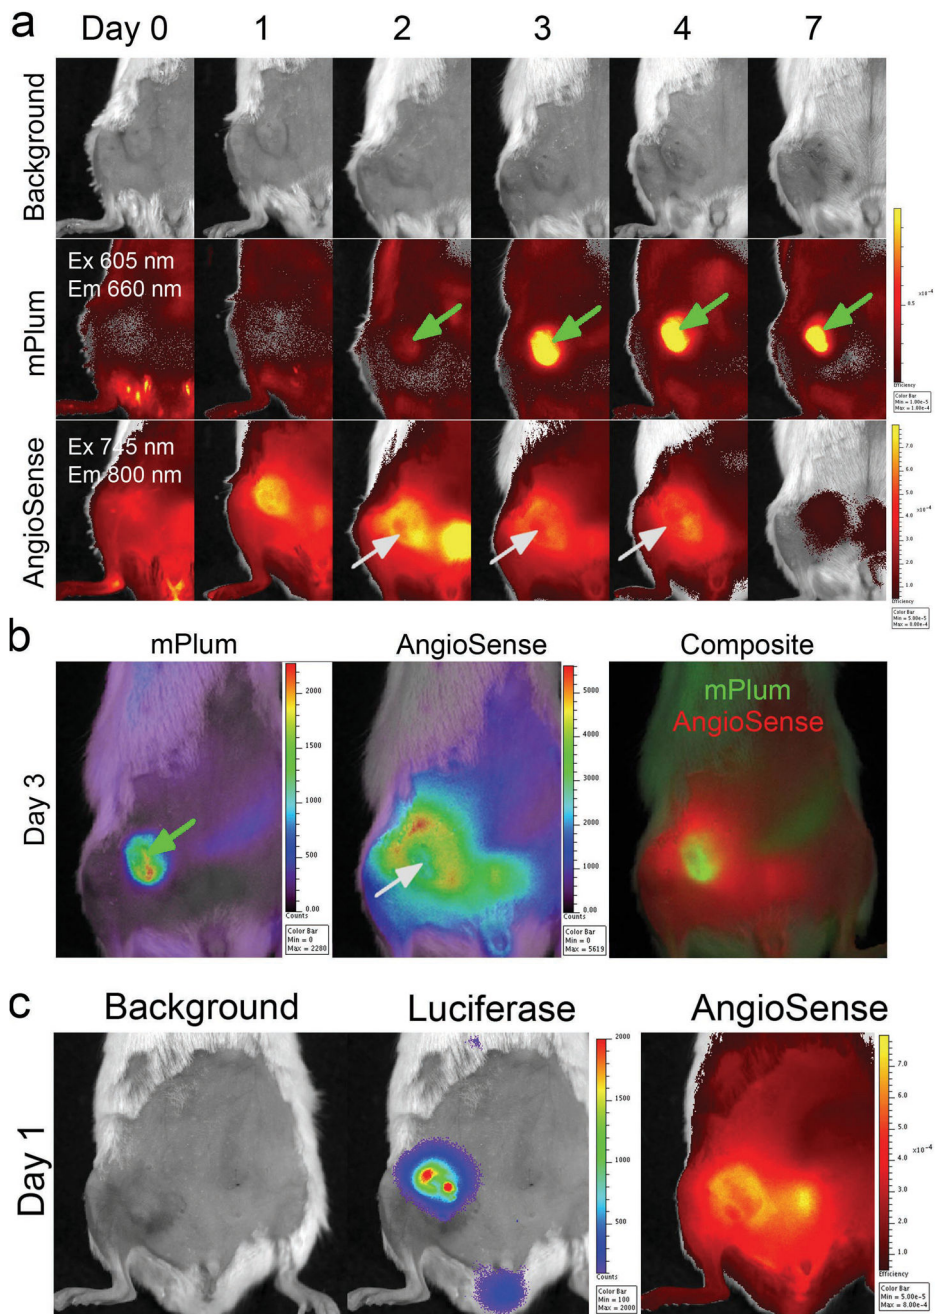 a
Day 0 1 2 3 4 7
Background
mPlum
Ex 605 nm
Em 660 nm
0.5
×10⁻⁴
Color Bar
Min = 1.00e-5
Max = 1.00e-4
AngioSense
Ex 745 nm
Em 800 nm
7.0
6.0
5.0
×10⁻⁴
4.0
3.0
2.0
1.0
Efficiency
Color Bar
Min = 5.00e-5
Max = 8.00e-4
b
mPlum AngioSense Composite
Day 3
2000
1500
1000
500
0.00
Counts
Color Bar
Min = 0
Max = 2280
5000
4000
3000
2000
1000
0.00
Counts
Color Bar
Min = 0
Max = 5619
mPlum
AngioSense
c
Background Luciferase AngioSense
Day 1
2000
1500
1000
500
Counts
Color Bar
Min = 100
Max = 2000
7.0
6.0
5.0
×10⁻⁴
4.0
3.0
2.0
1.0
Efficiency
Color Bar
Min = 5.00e-5
Max = 8.00e-4